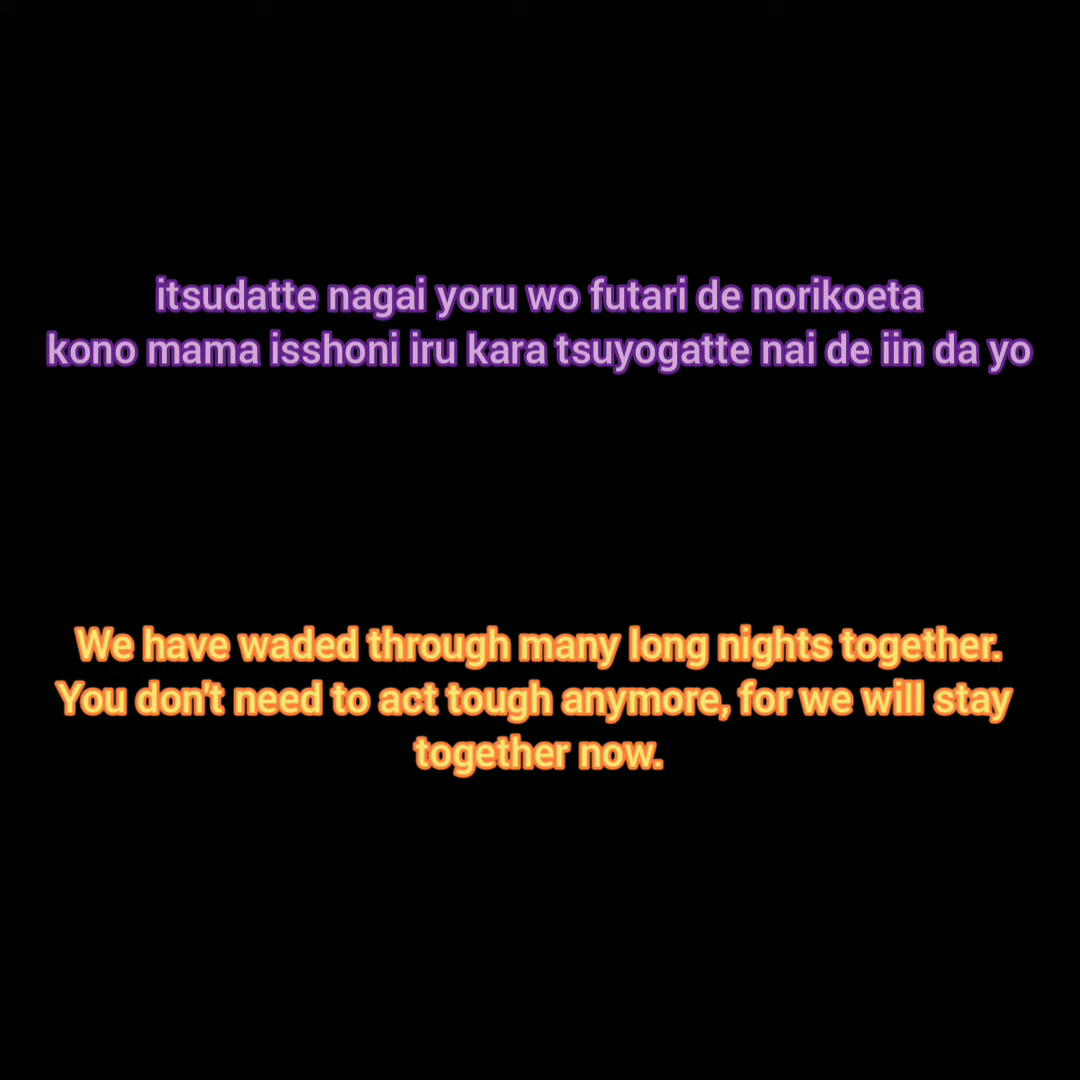 itsudatte nagai yoru wo futari de norikoeta
kono mama isshoni iru kara tsuyogatte nai de iin da yo
We have waded through many long nights together.
You don't need to act tough anymore, for we will stay
together now.